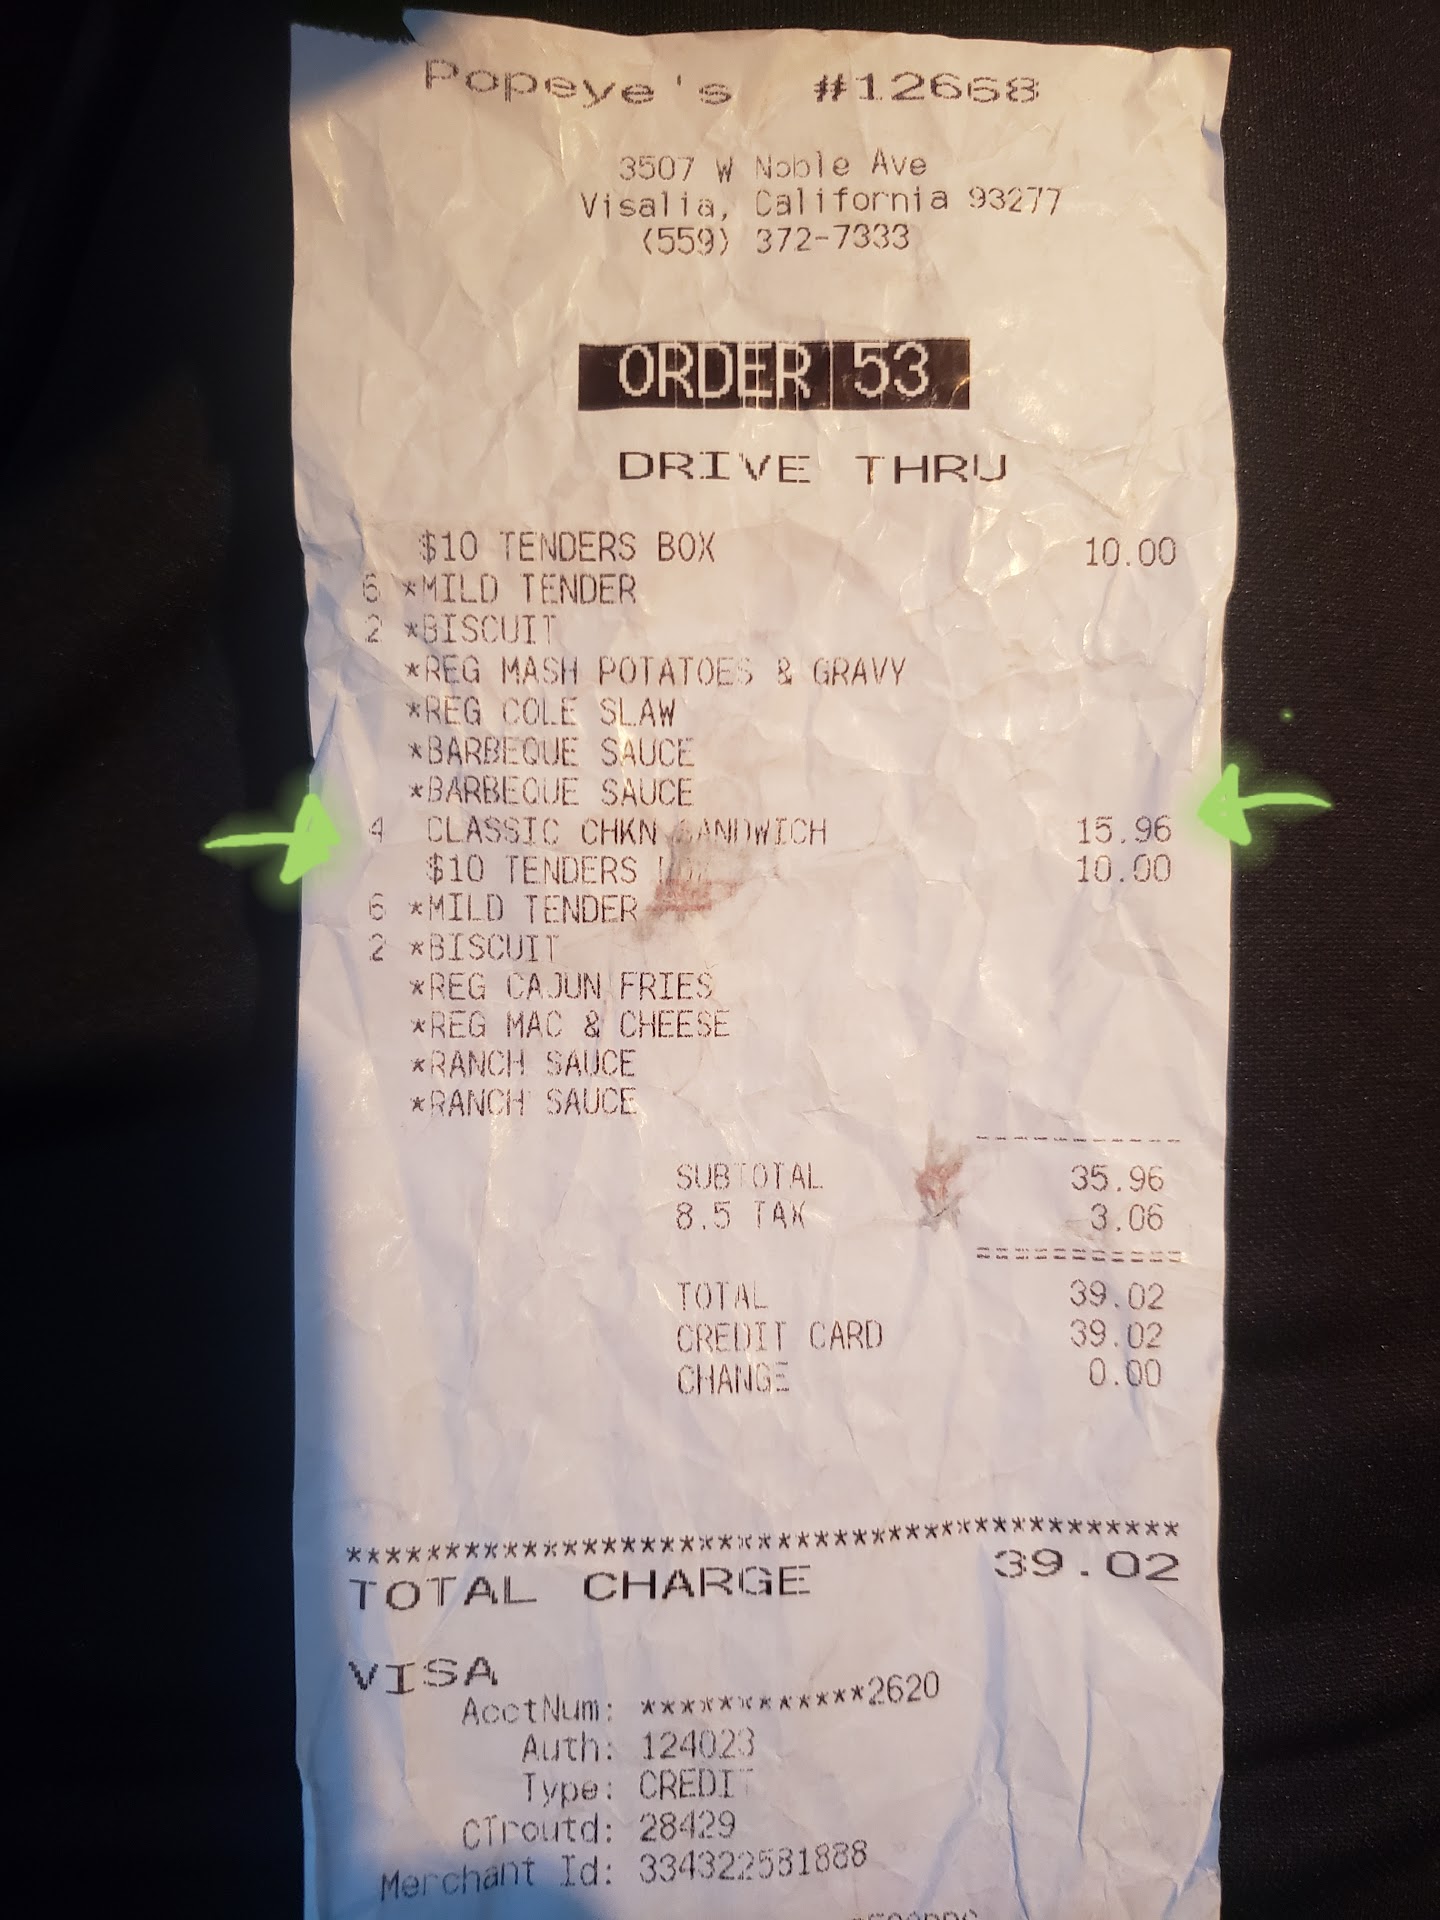 Popeye's #12668
3507 W Noble Ave
Visalia, California 93277
(559) 372-7333
ORDER 53
DRIVE THRU
$10 TENDERS BOX 10.00
6 *MILD TENDER
2 *BISCUIT
*REG MASH POTATOES & GRAVY
*REG COLE SLAW
*BARBEQUE SAUCE
*BARBEQUE SAUCE
4 CLASSIC CHKN SANDWICH 15.96
$10 TENDERS BOX 10.00
6 *MILD TENDER
2 *BISCUIT
*REG CAJUN FRIES
*REG MAC & CHEESE
*RANCH SAUCE
*RANCH SAUCE
-----------
SUBTOTAL 35.96
8.5 TAX 3.06
===========
TOTAL 39.02
CREDIT CARD 39.02
CHANGE 0.00
********************************************
TOTAL CHARGE 39.02
VISA
AcctNum: ************2620
Auth: 124023
Type: CREDIT
CTroutd: 28429
Merchant Id: 334322581888